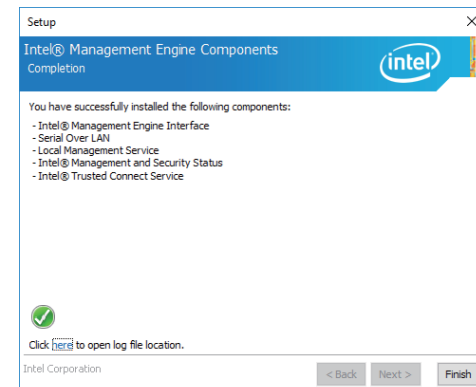 Setup
Intel® Management Engine Components
Completion
intel
You have successfully installed the following components:
- Intel® Management Engine Interface
- Serial Over LAN
- Local Management Service
- Intel® Management and Security Status
- Intel® Trusted Connect Service
Click here to open log file location.
Intel Corporation
< Back
Next >
Finish